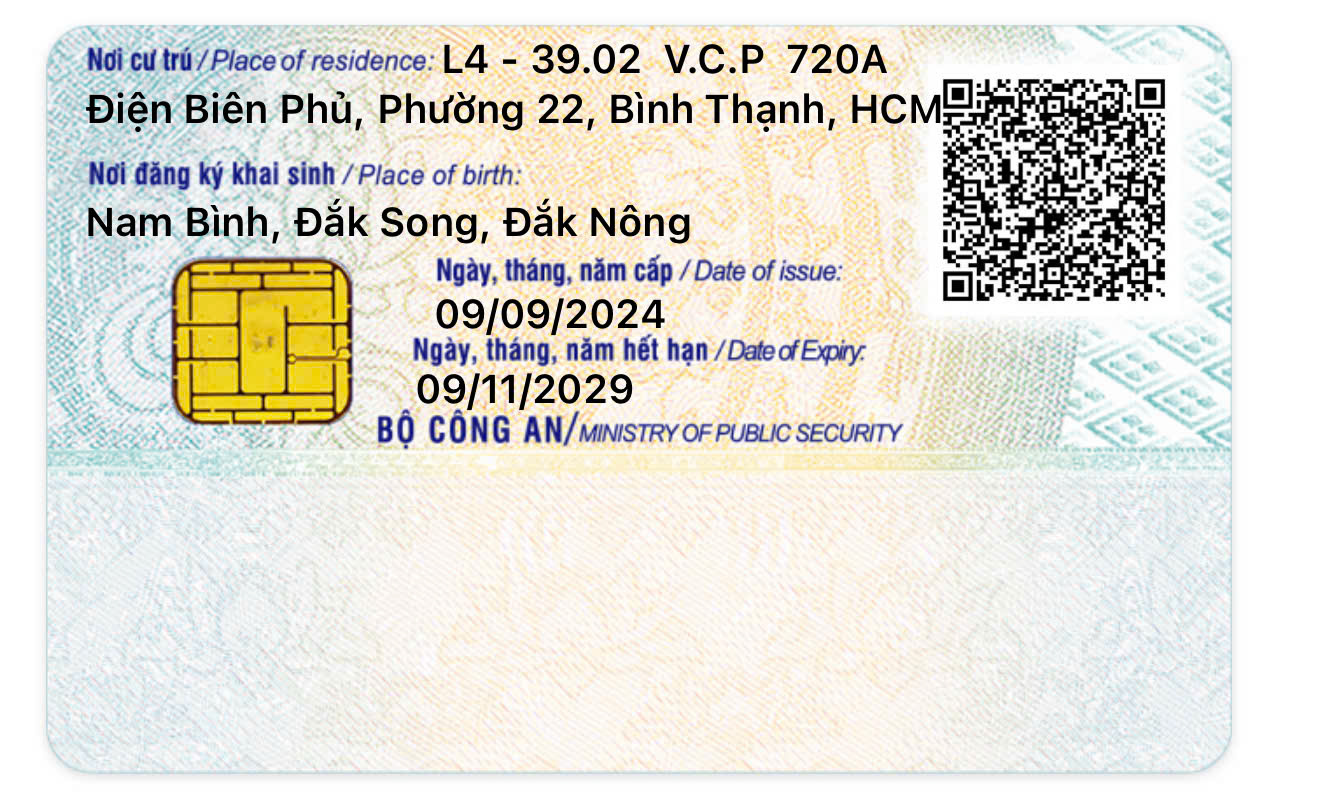 Nơi cư trú / Place of residence: L4 - 39.02 V.C.P 720A
Điện Biên Phủ, Phường 22, Bình Thạnh, HCM
Nơi đăng ký khai sinh / Place of birth:
Nam Bình, Đắk Song, Đắk Nông
Ngày, tháng, năm cấp / Date of issue:
09/09/2024
Ngày, tháng, năm hết hạn / Date of Expiry:
09/11/2029
BỘ CÔNG AN/MINISTRY OF PUBLIC SECURITY